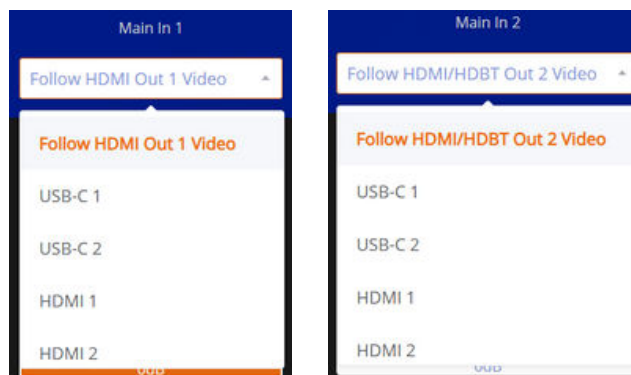 Main In 1
Follow HDMI Out 1 Video
Follow HDMI Out 1 Video
USB-C 1
USB-C 2
HDMI 1
HDMI 2
0dB
Main In 2
Follow HDMI/HDBT Out 2 Video
Follow HDMI/HDBT Out 2 Video
USB-C 1
USB-C 2
HDMI 1
HDMI 2
0dB